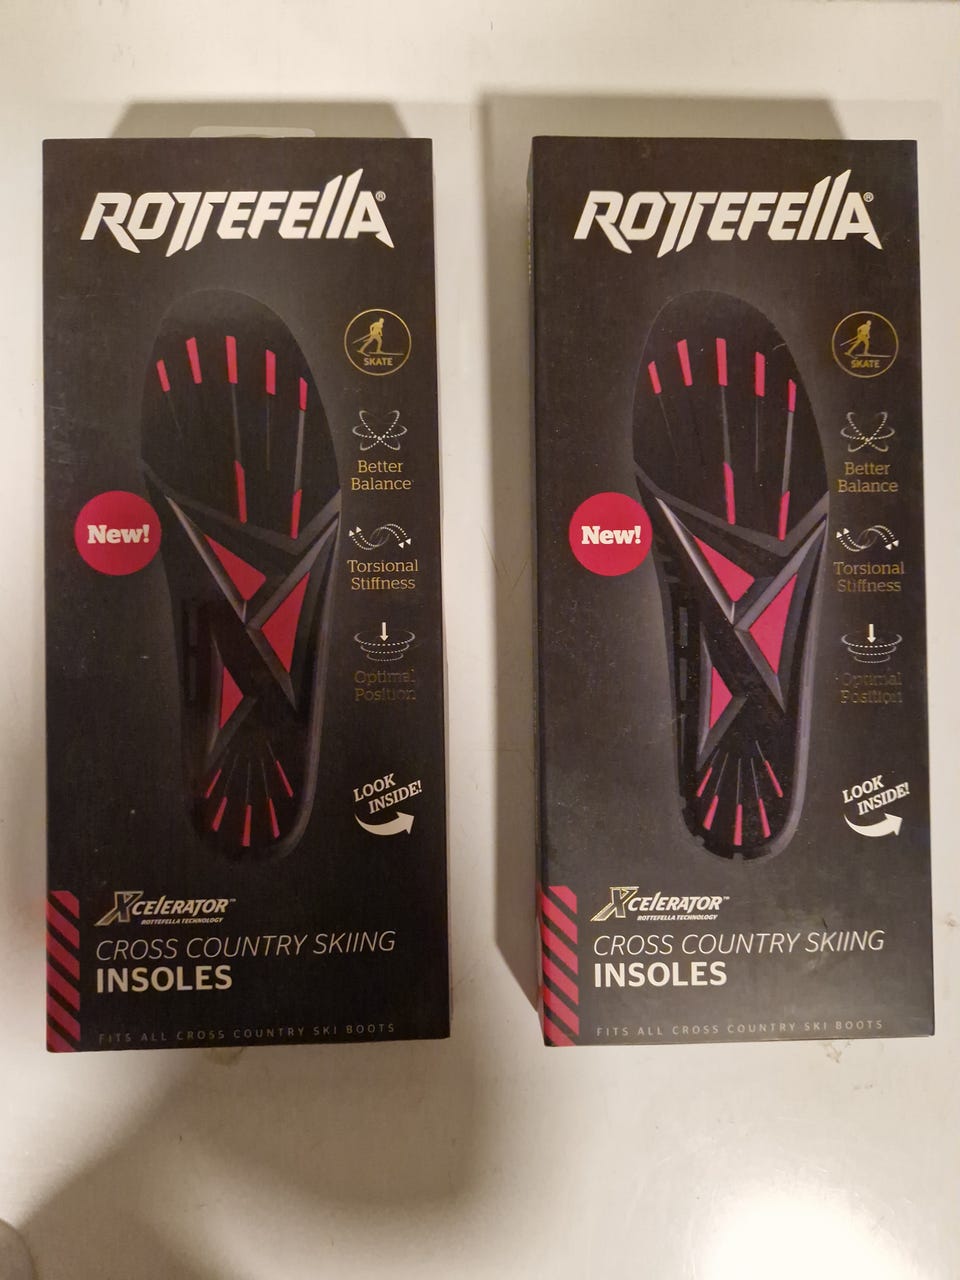 ROTTEFELLA®
SKATE
Better
Balance
New!
Torsional
Stiffness
Optimal
Position
LOOK
INSIDE!
XCELERATOR™
ROTTEFELLA TECHNOLOGY
CROSS COUNTRY SKIING
INSOLES
FITS ALL CROSS COUNTRY SKI BOOTS
ROTTEFELLA®
SKATE
Better
Balance
New!
Torsional
Stiffness
Optimal
Position
LOOK
INSIDE!
XCELERATOR™
ROTTEFELLA TECHNOLOGY
CROSS COUNTRY SKIING
INSOLES
FITS ALL CROSS COUNTRY SKI BOOTS